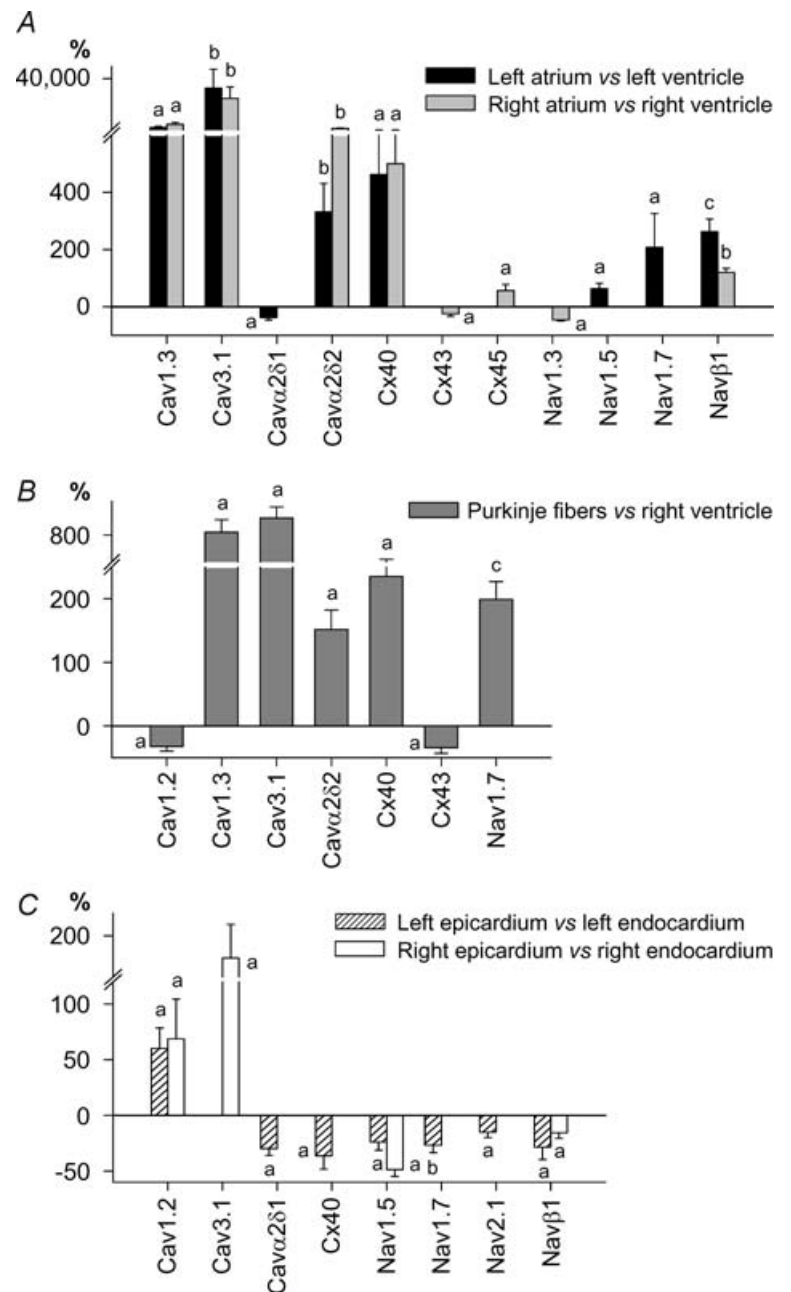 A
%
40,000
400
200
0
Left atrium vs left ventricle
Right atrium vs right ventricle
a a
b b
a
b b
a a
a
a
a
a
a
c b
Cav1.3
Cav3.1
Cavα2δ1
Cavα2δ2
Cx40
Cx43
Cx45
Nav1.3
Nav1.5
Nav1.7
Navβ1
B
%
800
200
100
0
Purkinje fibers vs right ventricle
a
a
a
a
a
a
c
Cav1.2
Cav1.3
Cav3.1
Cavα2δ2
Cx40
Cx43
Nav1.7
C
%
200
100
50
0
-50
Left epicardium vs left endocardium
Right epicardium vs right endocardium
a a
a
a
a
a a
b
a
a a
Cav1.2
Cav3.1
Cavα2δ1
Cx40
Nav1.5
Nav1.7
Nav2.1
Navβ1